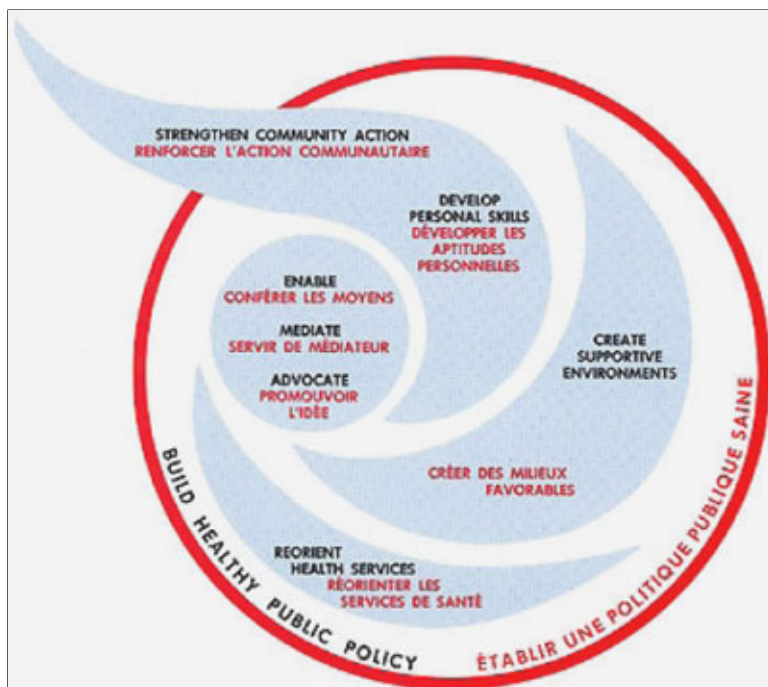 STRENGTHEN COMMUNITY ACTION
RENFORCER L'ACTION COMMUNAUTAIRE
DEVELOP
PERSONAL SKILLS
DÉVELOPPER LES
APTITUDES
PERSONNELLES
ENABLE
CONFÉRER LES MOYENS
MEDIATE
SERVIR DE MÉDIATEUR
ADVOCATE
PROMOUVOIR
L'IDÈE
CREATE
SUPPORTIVE
ENVIRONMENTS
CRÉER DES MILIEUX
FAVORABLES
REORIENT
HEALTH SERVICES
RÉORIENTER LES
SERVICES DE SANTÉ
BUILD HEALTHY PUBLIC POLICY
ÉTABLIR UNE POLITIQUE PUBLIQUE SAINE